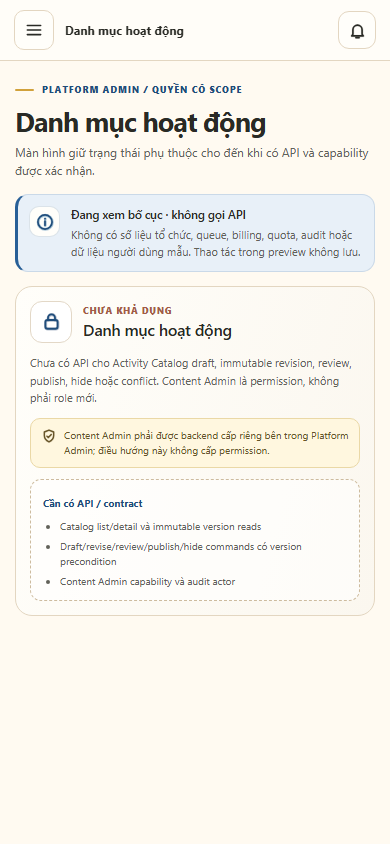 Danh mục hoạt động
PLATFORM ADMIN / QUYỀN CÓ SCOPE
Danh mục hoạt động
Màn hình giữ trạng thái phụ thuộc cho đến khi có API và capability
được xác nhận.
Đang xem bố cục · không gọi API
Không có số liệu tổ chức, queue, billing, quota, audit hoặc
dữ liệu người dùng mẫu. Thao tác trong preview không lưu.
CHƯA KHẢ DỤNG
Danh mục hoạt động
Chưa có API cho Activity Catalog draft, immutable revision, review,
publish, hide hoặc conflict. Content Admin là permission, không
phải role mới.
Content Admin phải được backend cấp riêng bên trong Platform
Admin; điều hướng này không cấp permission.
Cần có API / contract
Catalog list/detail và immutable version reads
Draft/revise/review/publish/hide commands có version
precondition
Content Admin capability và audit actor